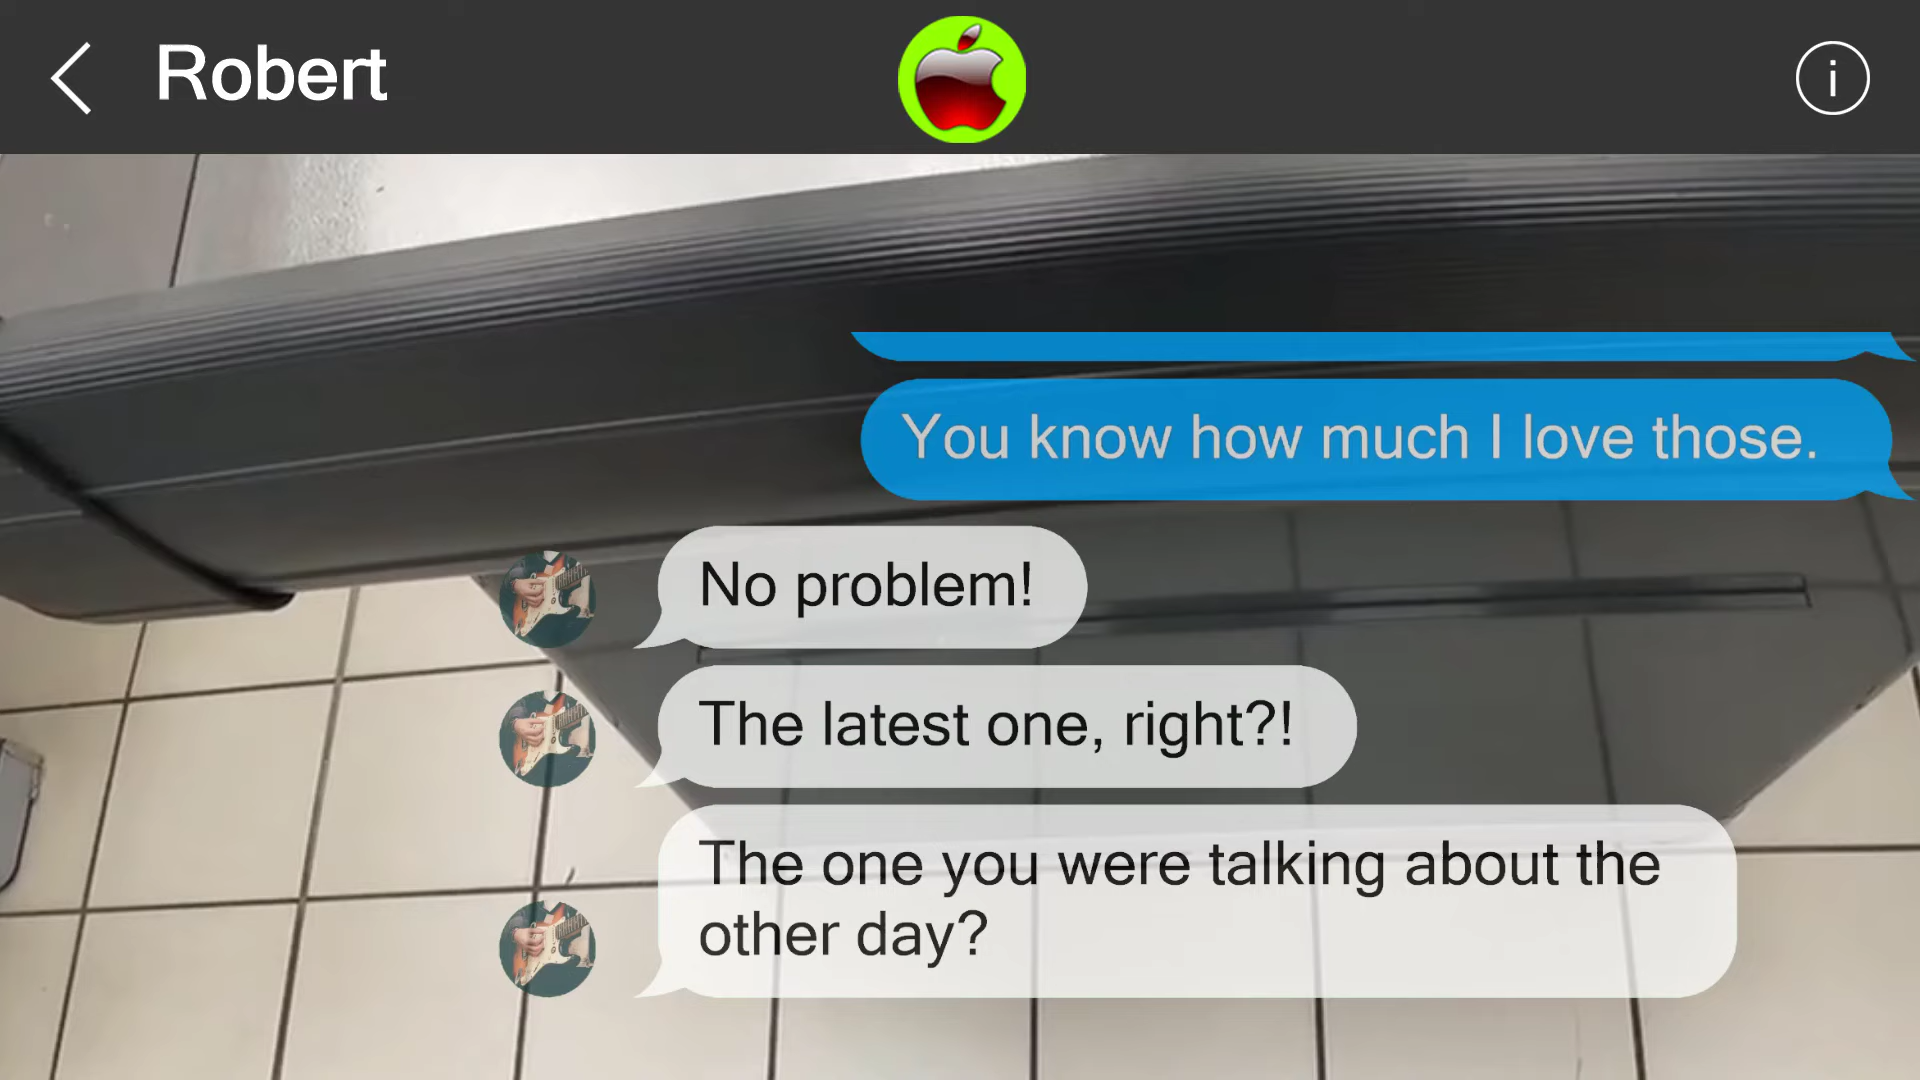 Robert
i
You know how much I love those.
No problem!
The latest one, right?!
The one you were talking about the
other day?